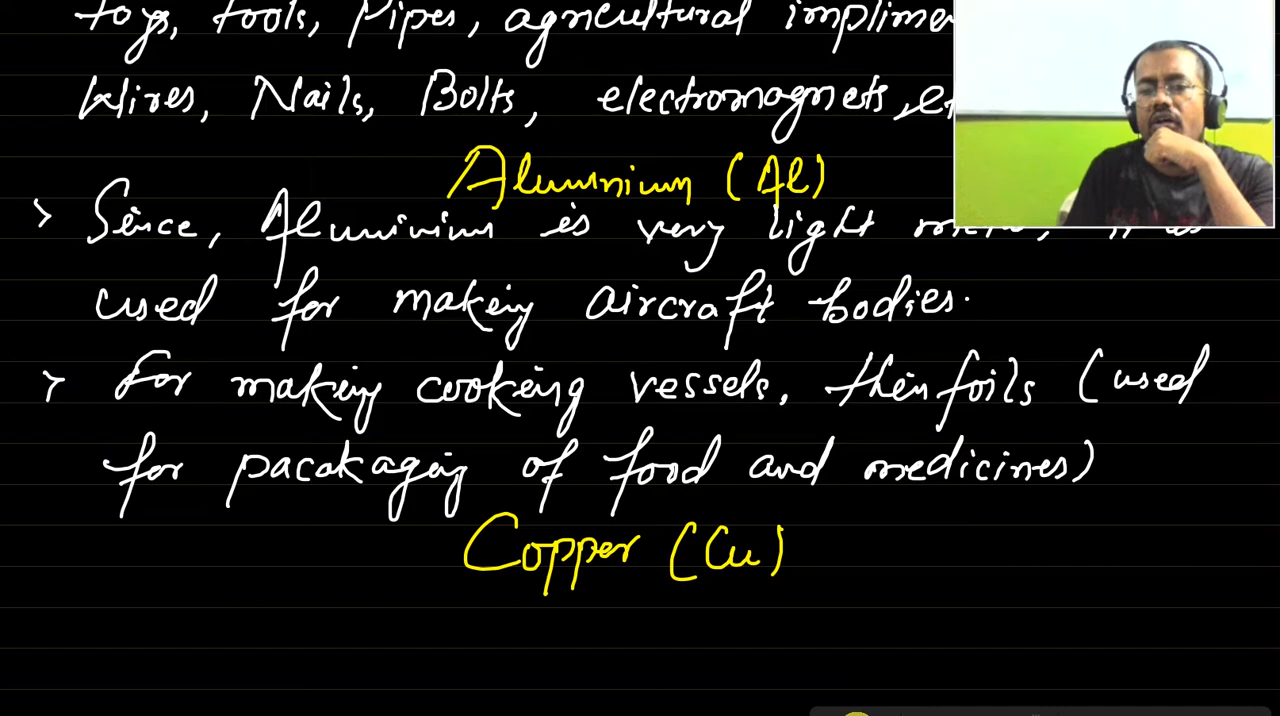 toys, tools, Pipes, agricultural
Wires, Nails, Bolts, electromagnets,
Aluminium (Al)
> Since, Aluminium is very light
used for making aircraft bodies.
> For making cooking vessels, thin foils (used
for pacakaging of food and medicines)
Copper (Cu)